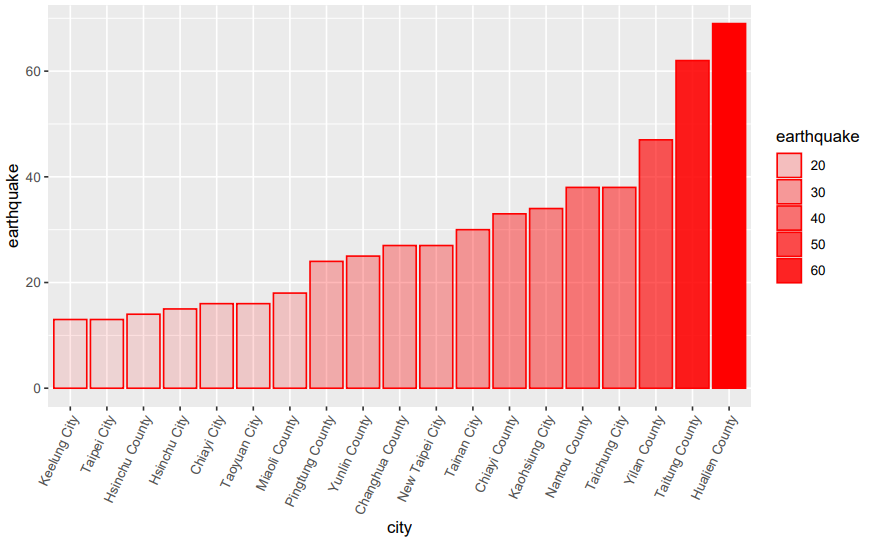 earthquake
60
40
20
0
Keelung City
Taipei City
Hsinchu County
Hsinchu City
Chiayi City
Taoyuan City
Miaoli County
Pingtung County
Yunlin County
Changhua County
New Taipei City
Tainan City
Chiayi County
Kaohsiung City
Nantou County
Taichung City
Yilan County
Taitung County
Hualien County
city
earthquake
20
30
40
50
60